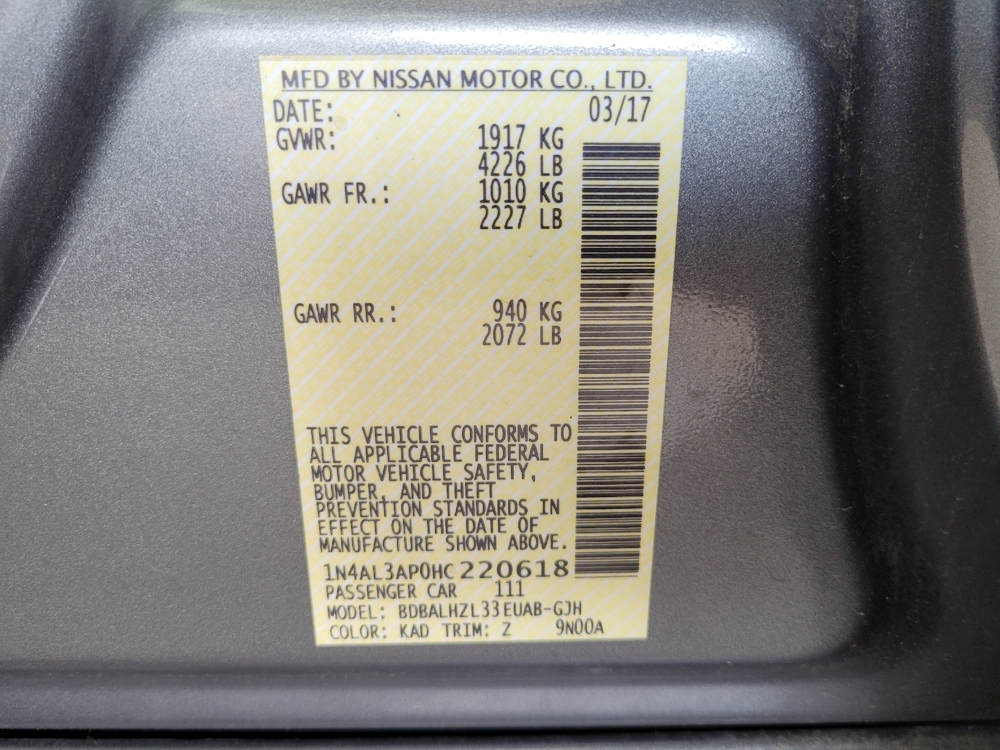 MFD BY NISSAN MOTOR CO., LTD.
DATE: 03/17
GVWR: 1917 KG
4226 LB
GAWR FR.: 1010 KG
2227 LB
GAWR RR.: 940 KG
2072 LB
THIS VEHICLE CONFORMS TO
ALL APPLICABLE FEDERAL
MOTOR VEHICLE SAFETY,
BUMPER, AND THEFT
PREVENTION STANDARDS IN
EFFECT ON THE DATE OF
MANUFACTURE SHOWN ABOVE.
1N4AL3AP0HC220618
PASSENGER CAR 111
MODEL: BDBALHZL33EUAB-GJH
COLOR: KAD TRIM: Z 9N00A